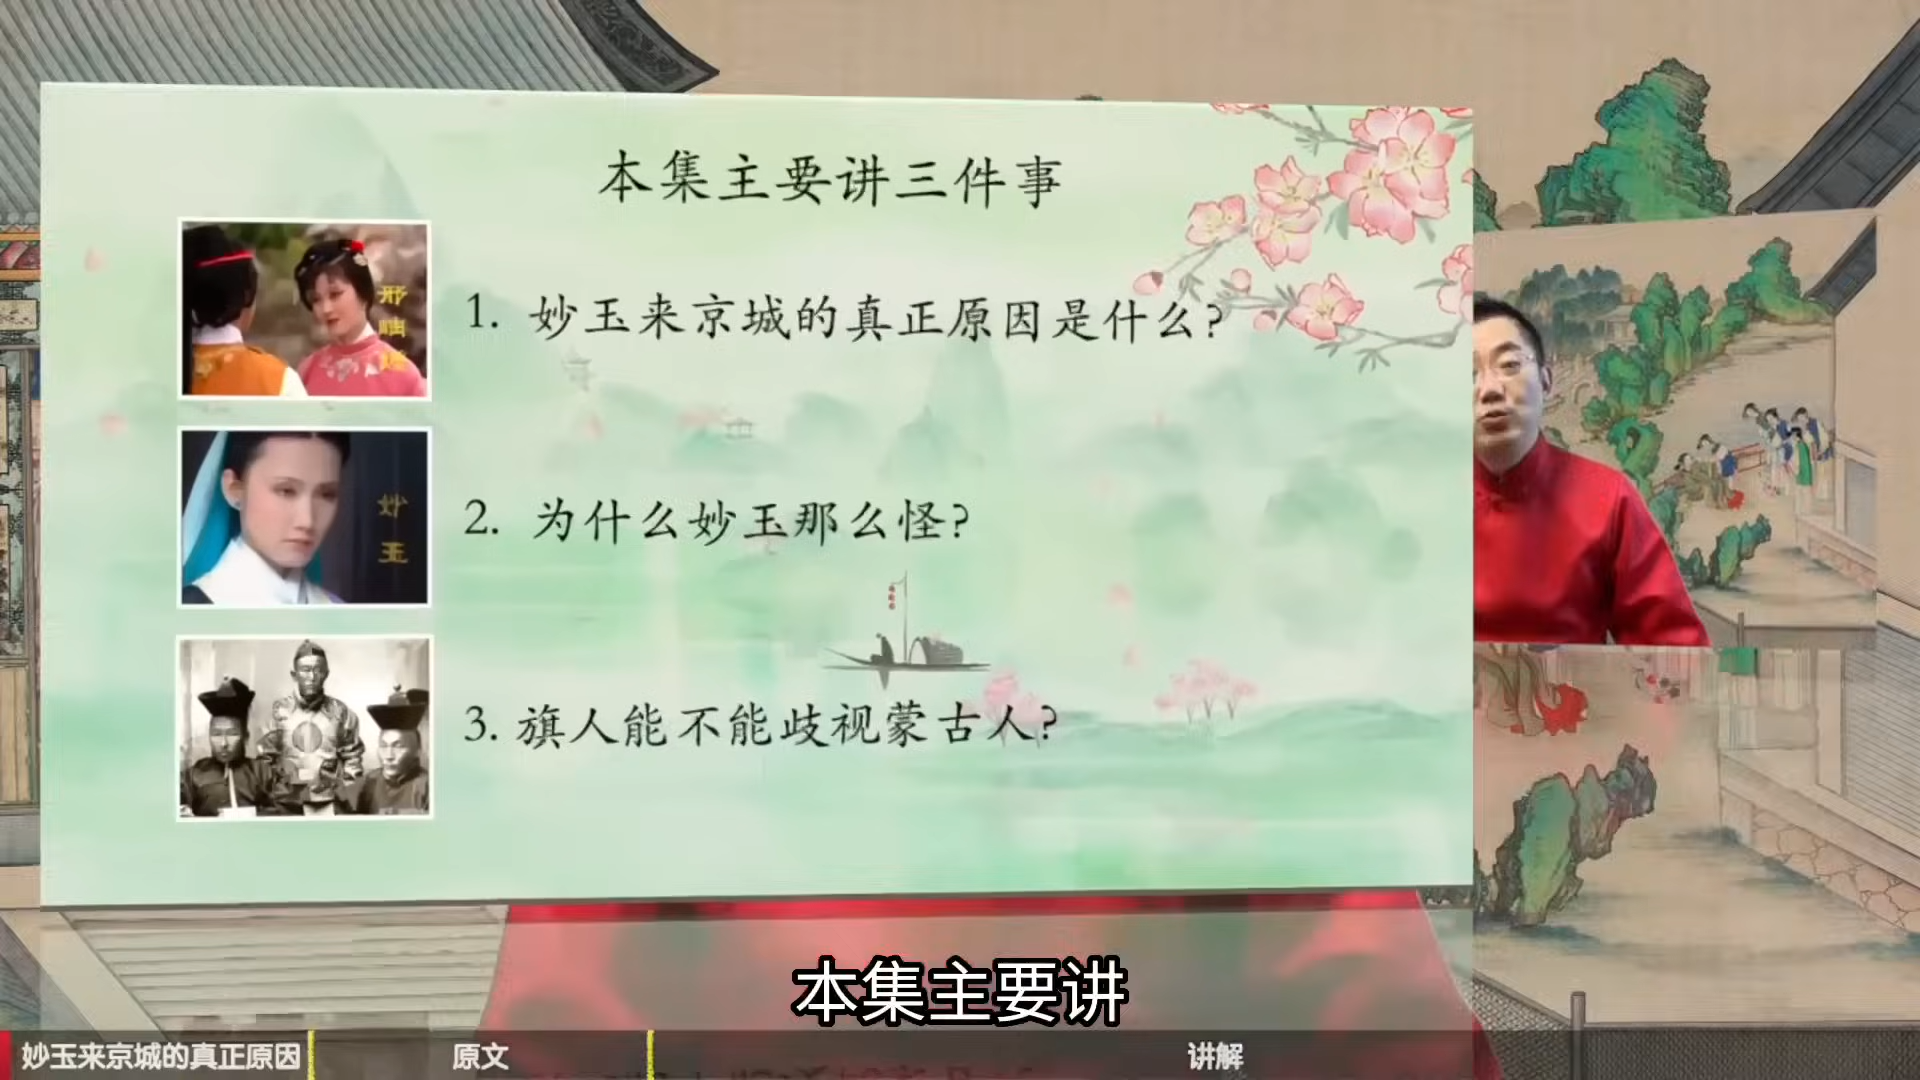 本集主要讲三件事
邢岫烟
1. 妙玉来京城的真正原因是什么?
妙玉
2. 为什么妙玉那么怪?
3. 旗人能不能歧视蒙古人?
本集主要讲
妙玉来京城的真正原因
原文
讲解